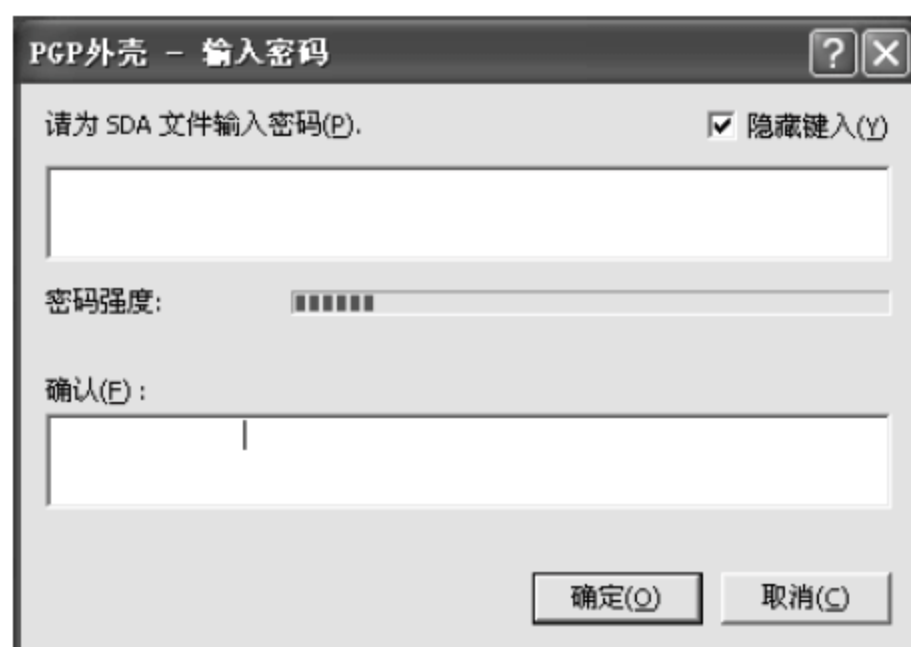 PGP外壳 - 输入密码
请为 SDA 文件输入密码(P). 隐藏键入(Y)
密码强度:
确认(F) :
确定(O) 取消(C)